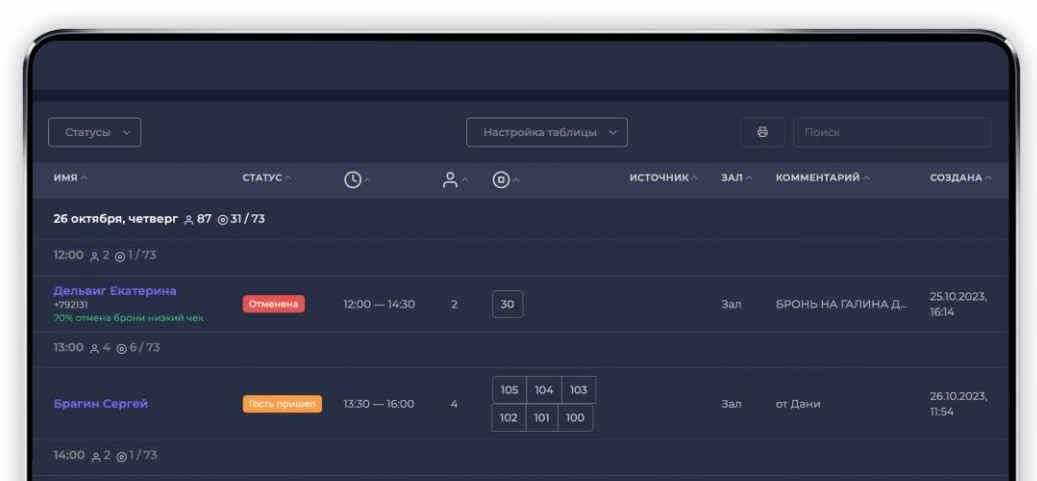 Статусы
Настройка таблицы
Поиск
ИМЯ СТАТУС ИСТОЧНИК ЗАЛ КОММЕНТАРИЙ СОЗДАНА
26 октября, четверг 87 31 / 73
12:00 2 1 / 73
Дельвиг Екатерина
+792131
70% отмена брони низкий чек
Отменена
12:00 — 14:30
2
30
Зал
БРОНЬ НА ГАЛИНА Д...
25.10.2023,
16:14
13:00 4 6 / 73
Брагин Сергей
Гость пришел
13:30 — 16:00
4
105 104 103
102 101 100
Зал
от Дани
26.10.2023,
11:54
14:00 2 1 / 73